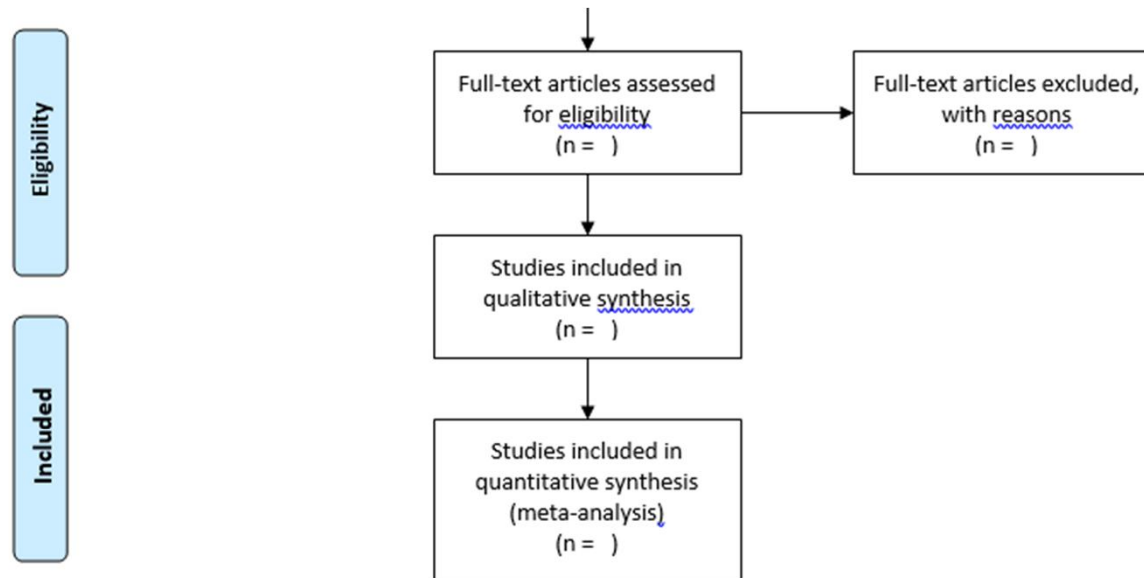 Eligibility
Full-text articles assessed
for eligibility
(n =   )
Full-text articles excluded,
with reasons
(n =   )
Studies included in
qualitative synthesis
(n =   )
Included
Studies included in
quantitative synthesis
(meta-analysis)
(n =   )